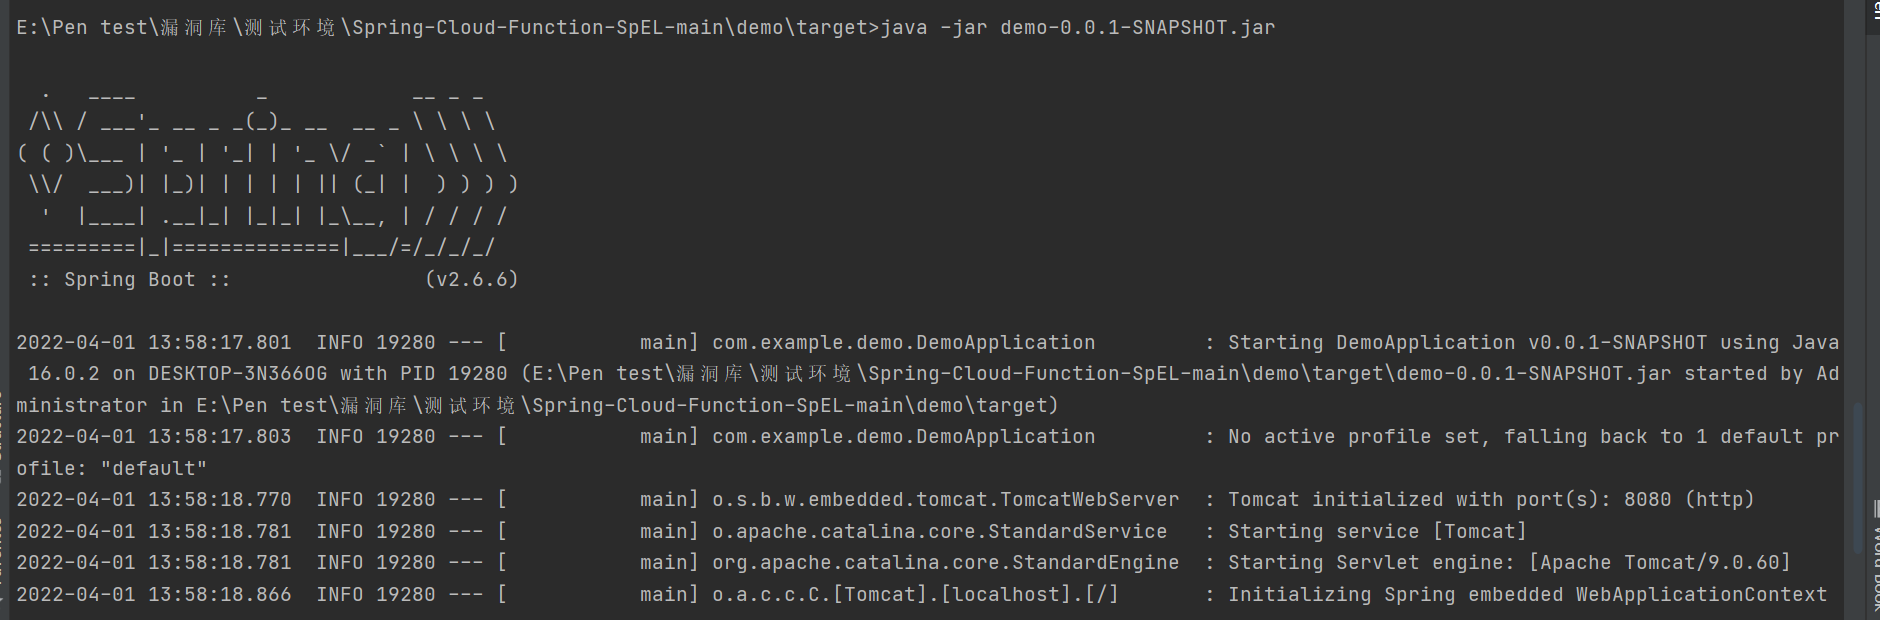 E:\Pen test\漏洞库\测试环境\Spring-Cloud-Function-SpEL-main\demo\target>java -jar demo-0.0.1-SNAPSHOT.jar
  .   ____          _            __ _ _
 /\\ / ___'_ __ _ _(_)_ __  __ _ \ \ \ \
( ( )\___ | '_ | '_| | '_ \/ _` | \ \ \ \
 \\/  ___)| |_)| | | | | || (_| |  ) ) ) )
  '  |____| .__|_| |_|_| |_\__, | / / / /
 =========|_|==============|___/=/_/_/_/
 :: Spring Boot ::                (v2.6.6)
2022-04-01 13:58:17.801  INFO 19280 --- [           main] com.example.demo.DemoApplication         : Starting DemoApplication v0.0.1-SNAPSHOT using Java
 16.0.2 on DESKTOP-3N366OG with PID 19280 (E:\Pen test\漏洞库\测试环境\Spring-Cloud-Function-SpEL-main\demo\target\demo-0.0.1-SNAPSHOT.jar started by Ad
ministrator in E:\Pen test\漏洞库\测试环境\Spring-Cloud-Function-SpEL-main\demo\target)
2022-04-01 13:58:17.803  INFO 19280 --- [           main] com.example.demo.DemoApplication         : No active profile set, falling back to 1 default pr
ofile: "default"
2022-04-01 13:58:18.770  INFO 19280 --- [           main] o.s.b.w.embedded.tomcat.TomcatWebServer  : Tomcat initialized with port(s): 8080 (http)
2022-04-01 13:58:18.781  INFO 19280 --- [           main] o.apache.catalina.core.StandardService   : Starting service [Tomcat]
2022-04-01 13:58:18.781  INFO 19280 --- [           main] org.apache.catalina.core.StandardEngine  : Starting Servlet engine: [Apache Tomcat/9.0.60]
2022-04-01 13:58:18.866  INFO 19280 --- [           main] o.a.c.c.C.[Tomcat].[localhost].[/]       : Initializing Spring embedded WebApplicationContext
Word Book